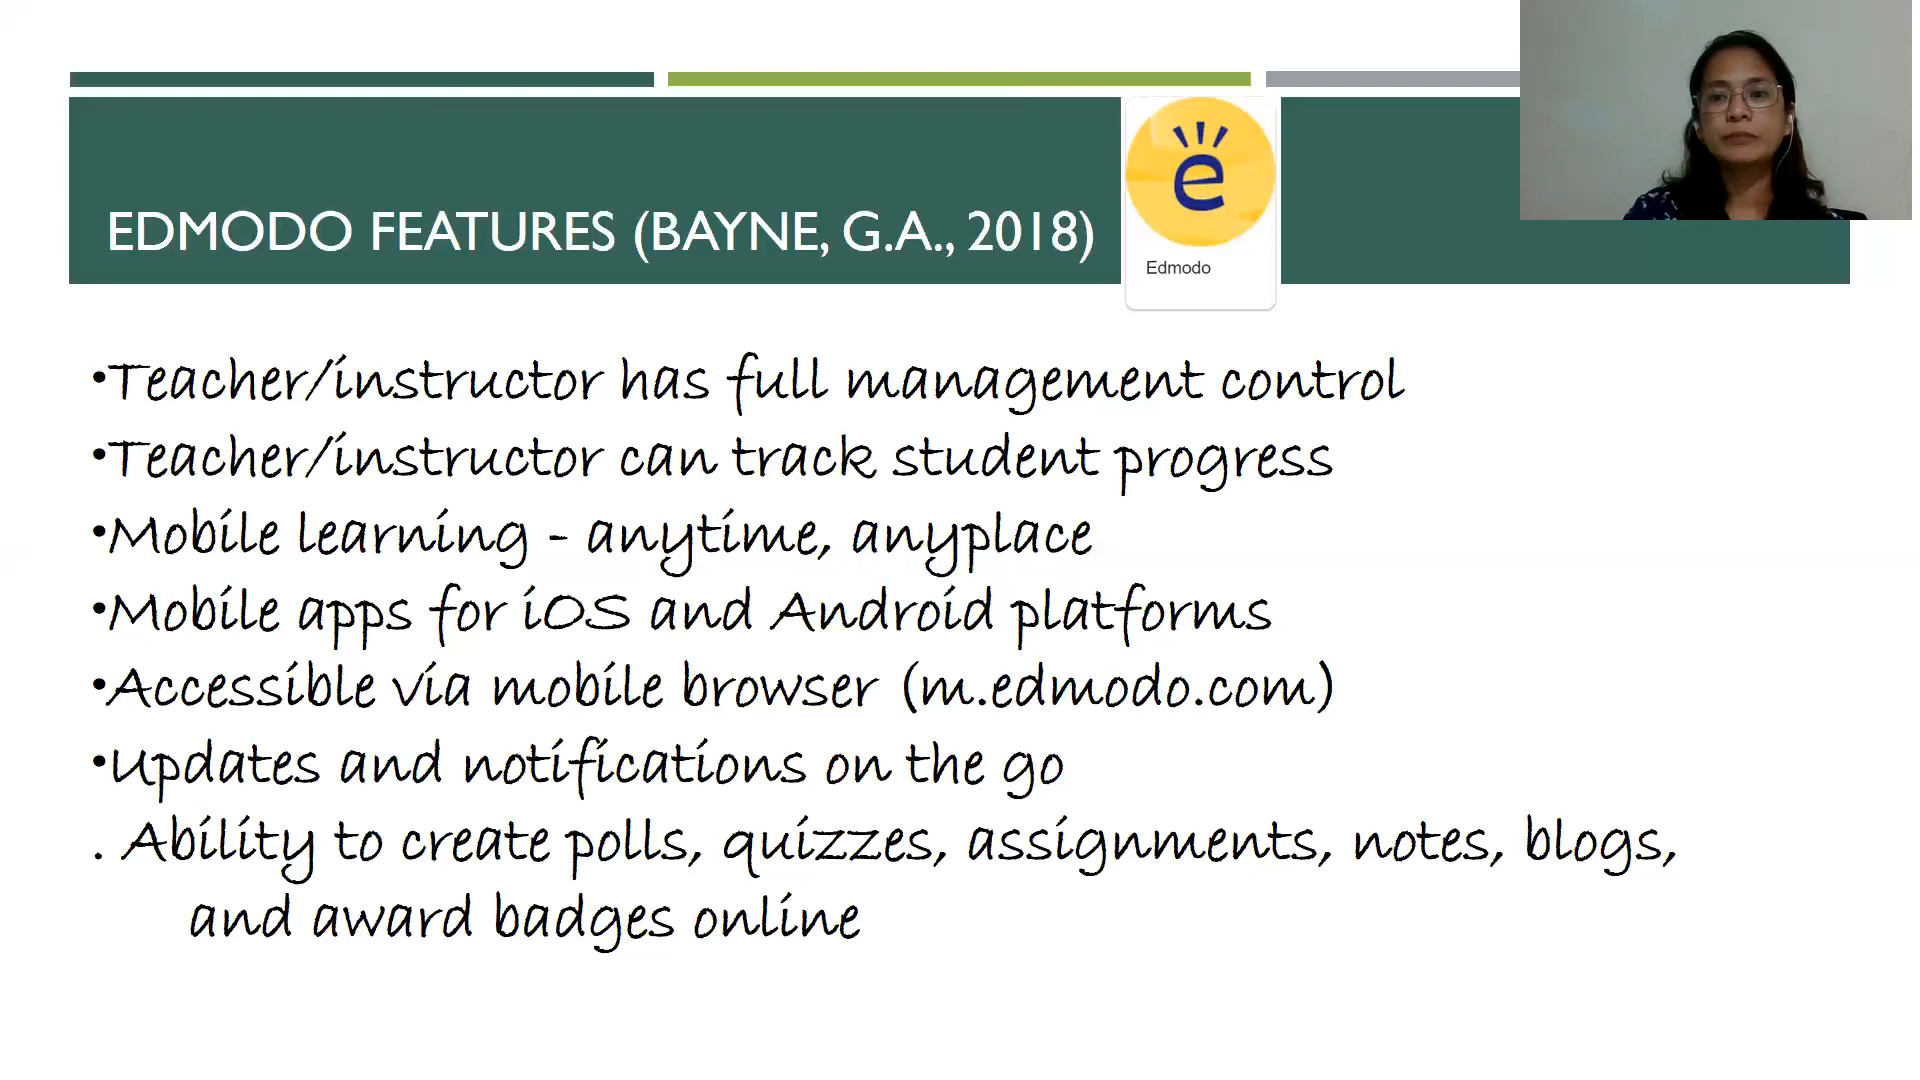 EDMODO FEATURES (BAYNE, G.A., 2018)
e
Edmodo
•Teacher/instructor has full management control
•Teacher/instructor can track student progress
•Mobile learning - anytime, anyplace
•Mobile apps for iOS and Android platforms
•Accessible via mobile browser (m.edmodo.com)
•Updates and notifications on the go
. Ability to create polls, quizzes, assignments, notes, blogs,
and award badges online